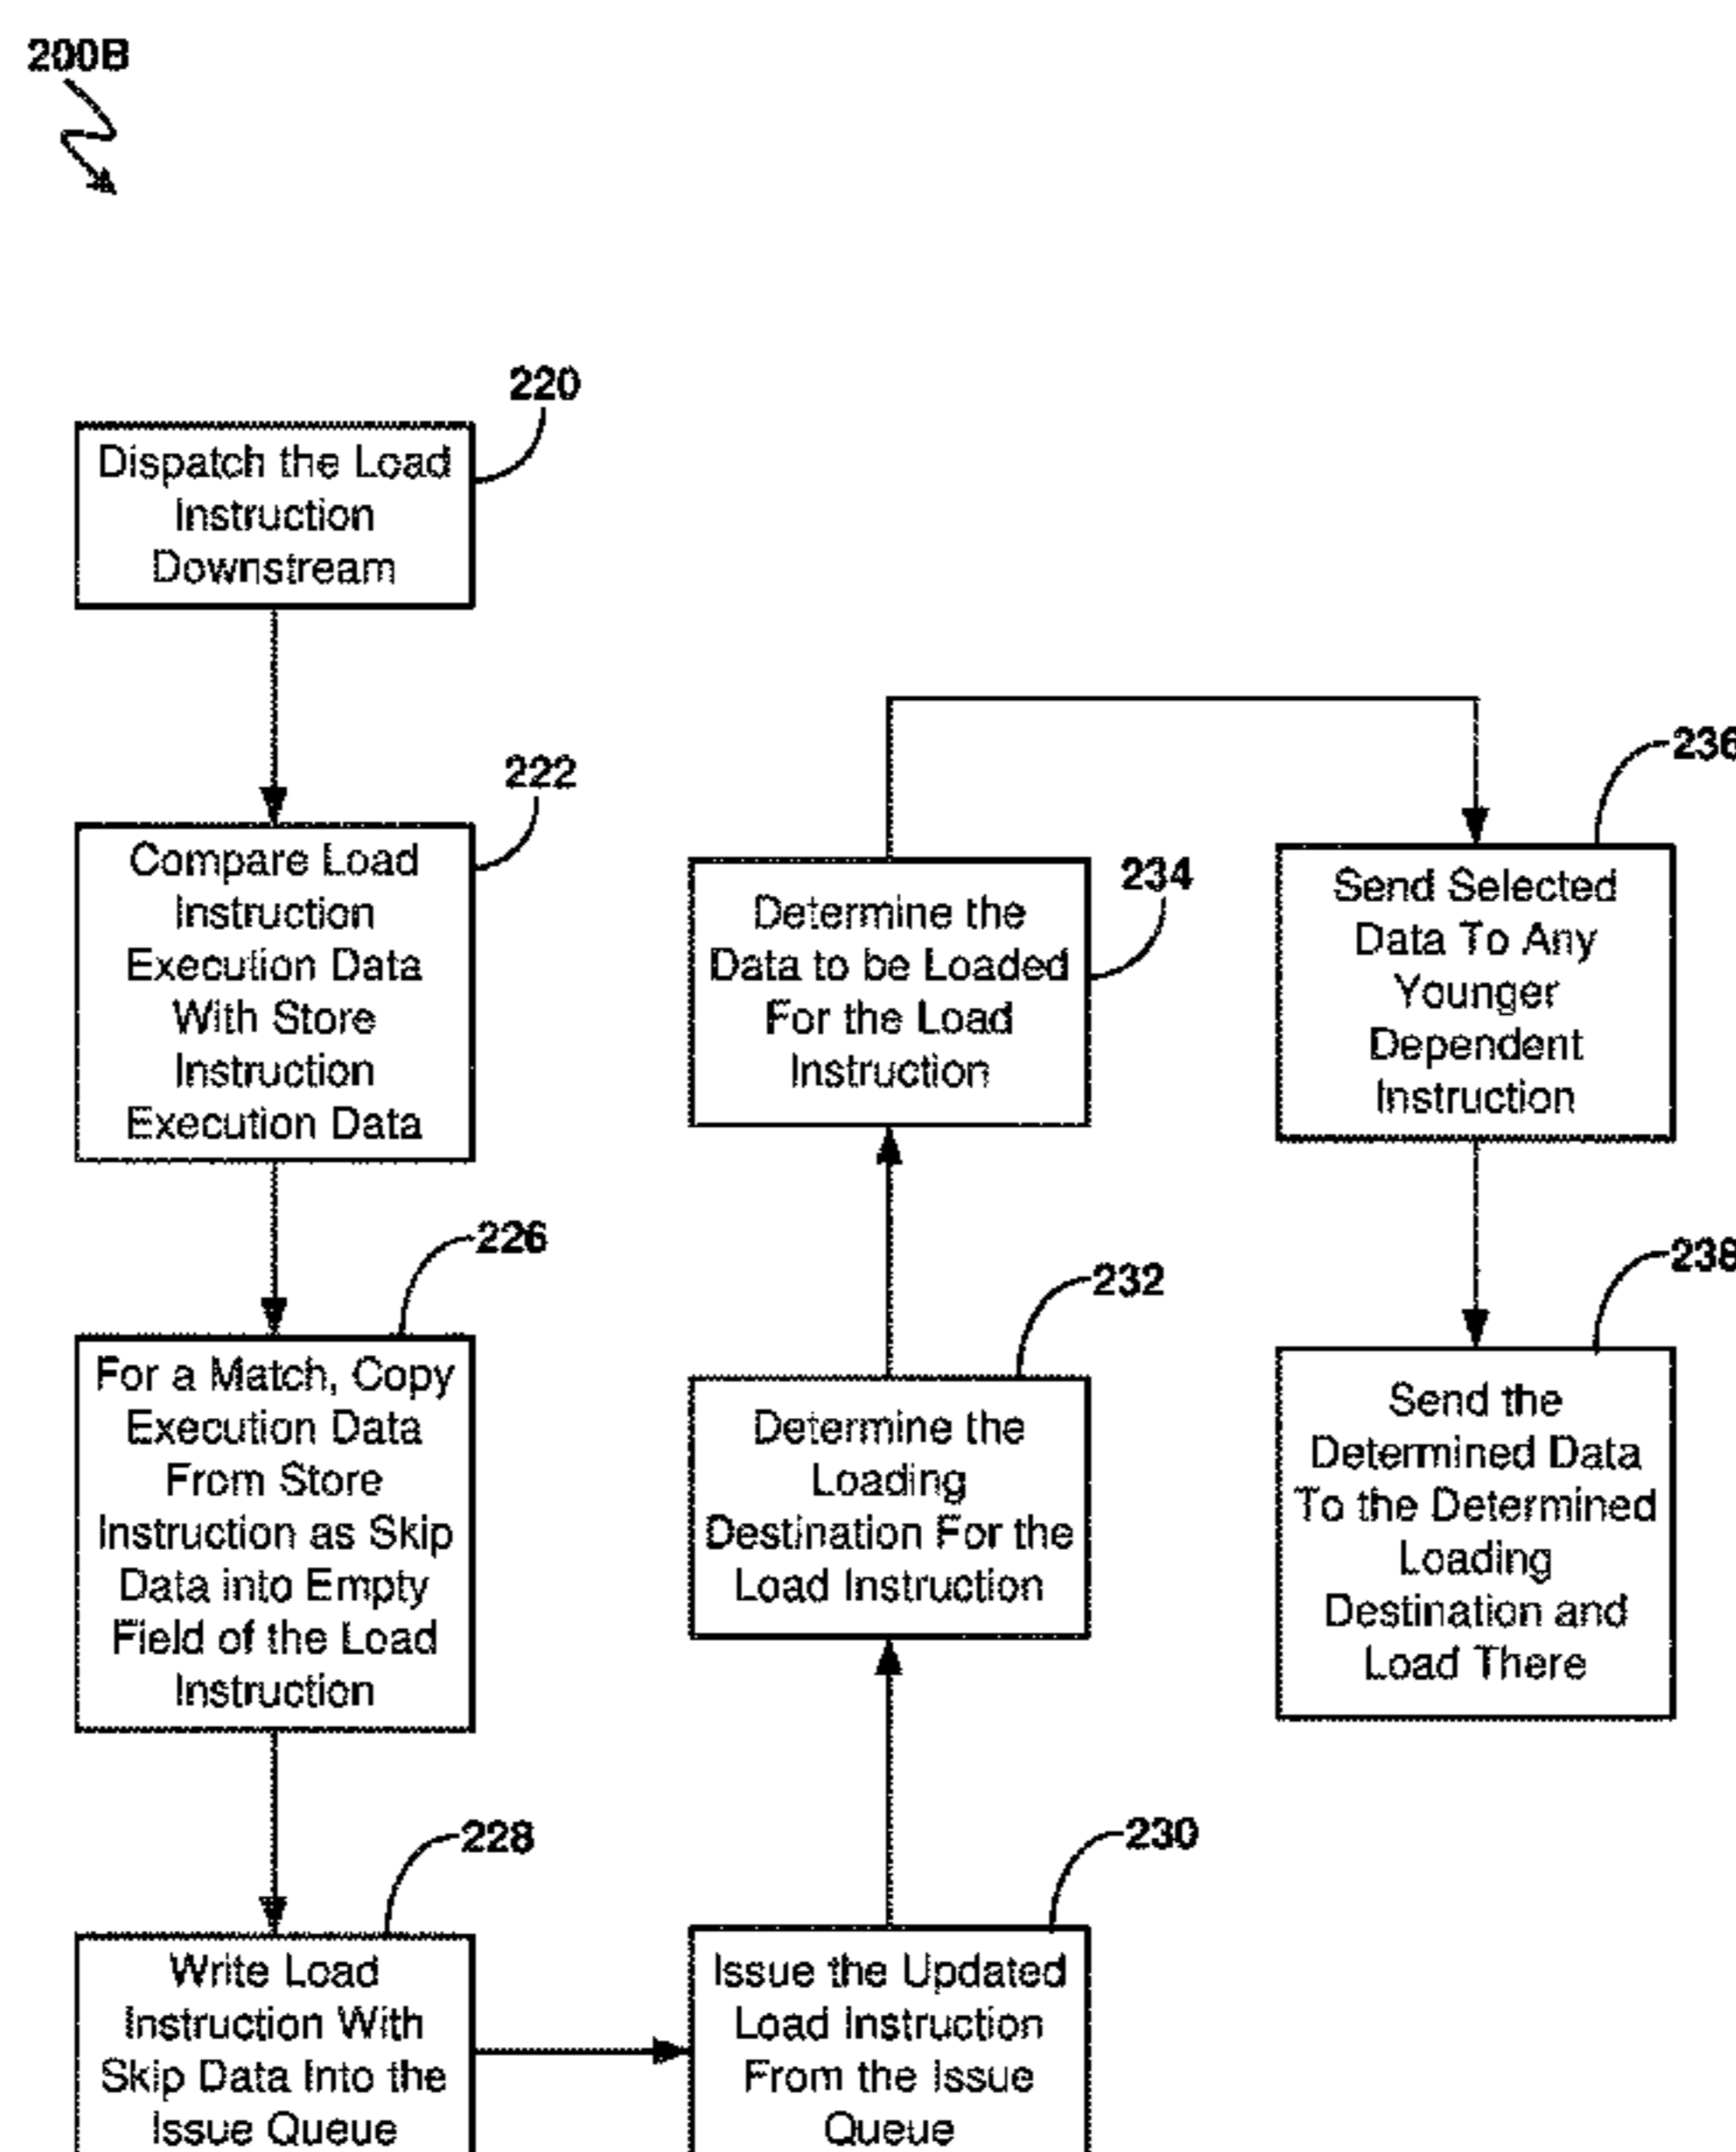 200B
220
Dispatch the Load
Instruction
Downstream
222
Compare Load
Instruction
Execution Data
With Store
Instruction
Execution Data
226
For a Match, Copy
Execution Data
From Store
Instruction as Skip
Data into Empty
Field of the Load
Instruction
228
Write Load
Instruction With
Skip Data Into the
Issue Queue
230
Issue the Updated
Load Instruction
From the Issue
Queue
232
Determine the
Loading
Destination For the
Load Instruction
234
Determine the
Data to be Loaded
For the Load
Instruction
236
Send Selected
Data To Any
Younger
Dependent
Instruction
238
Send the
Determined Data
To the Determined
Loading
Destination and
Load There